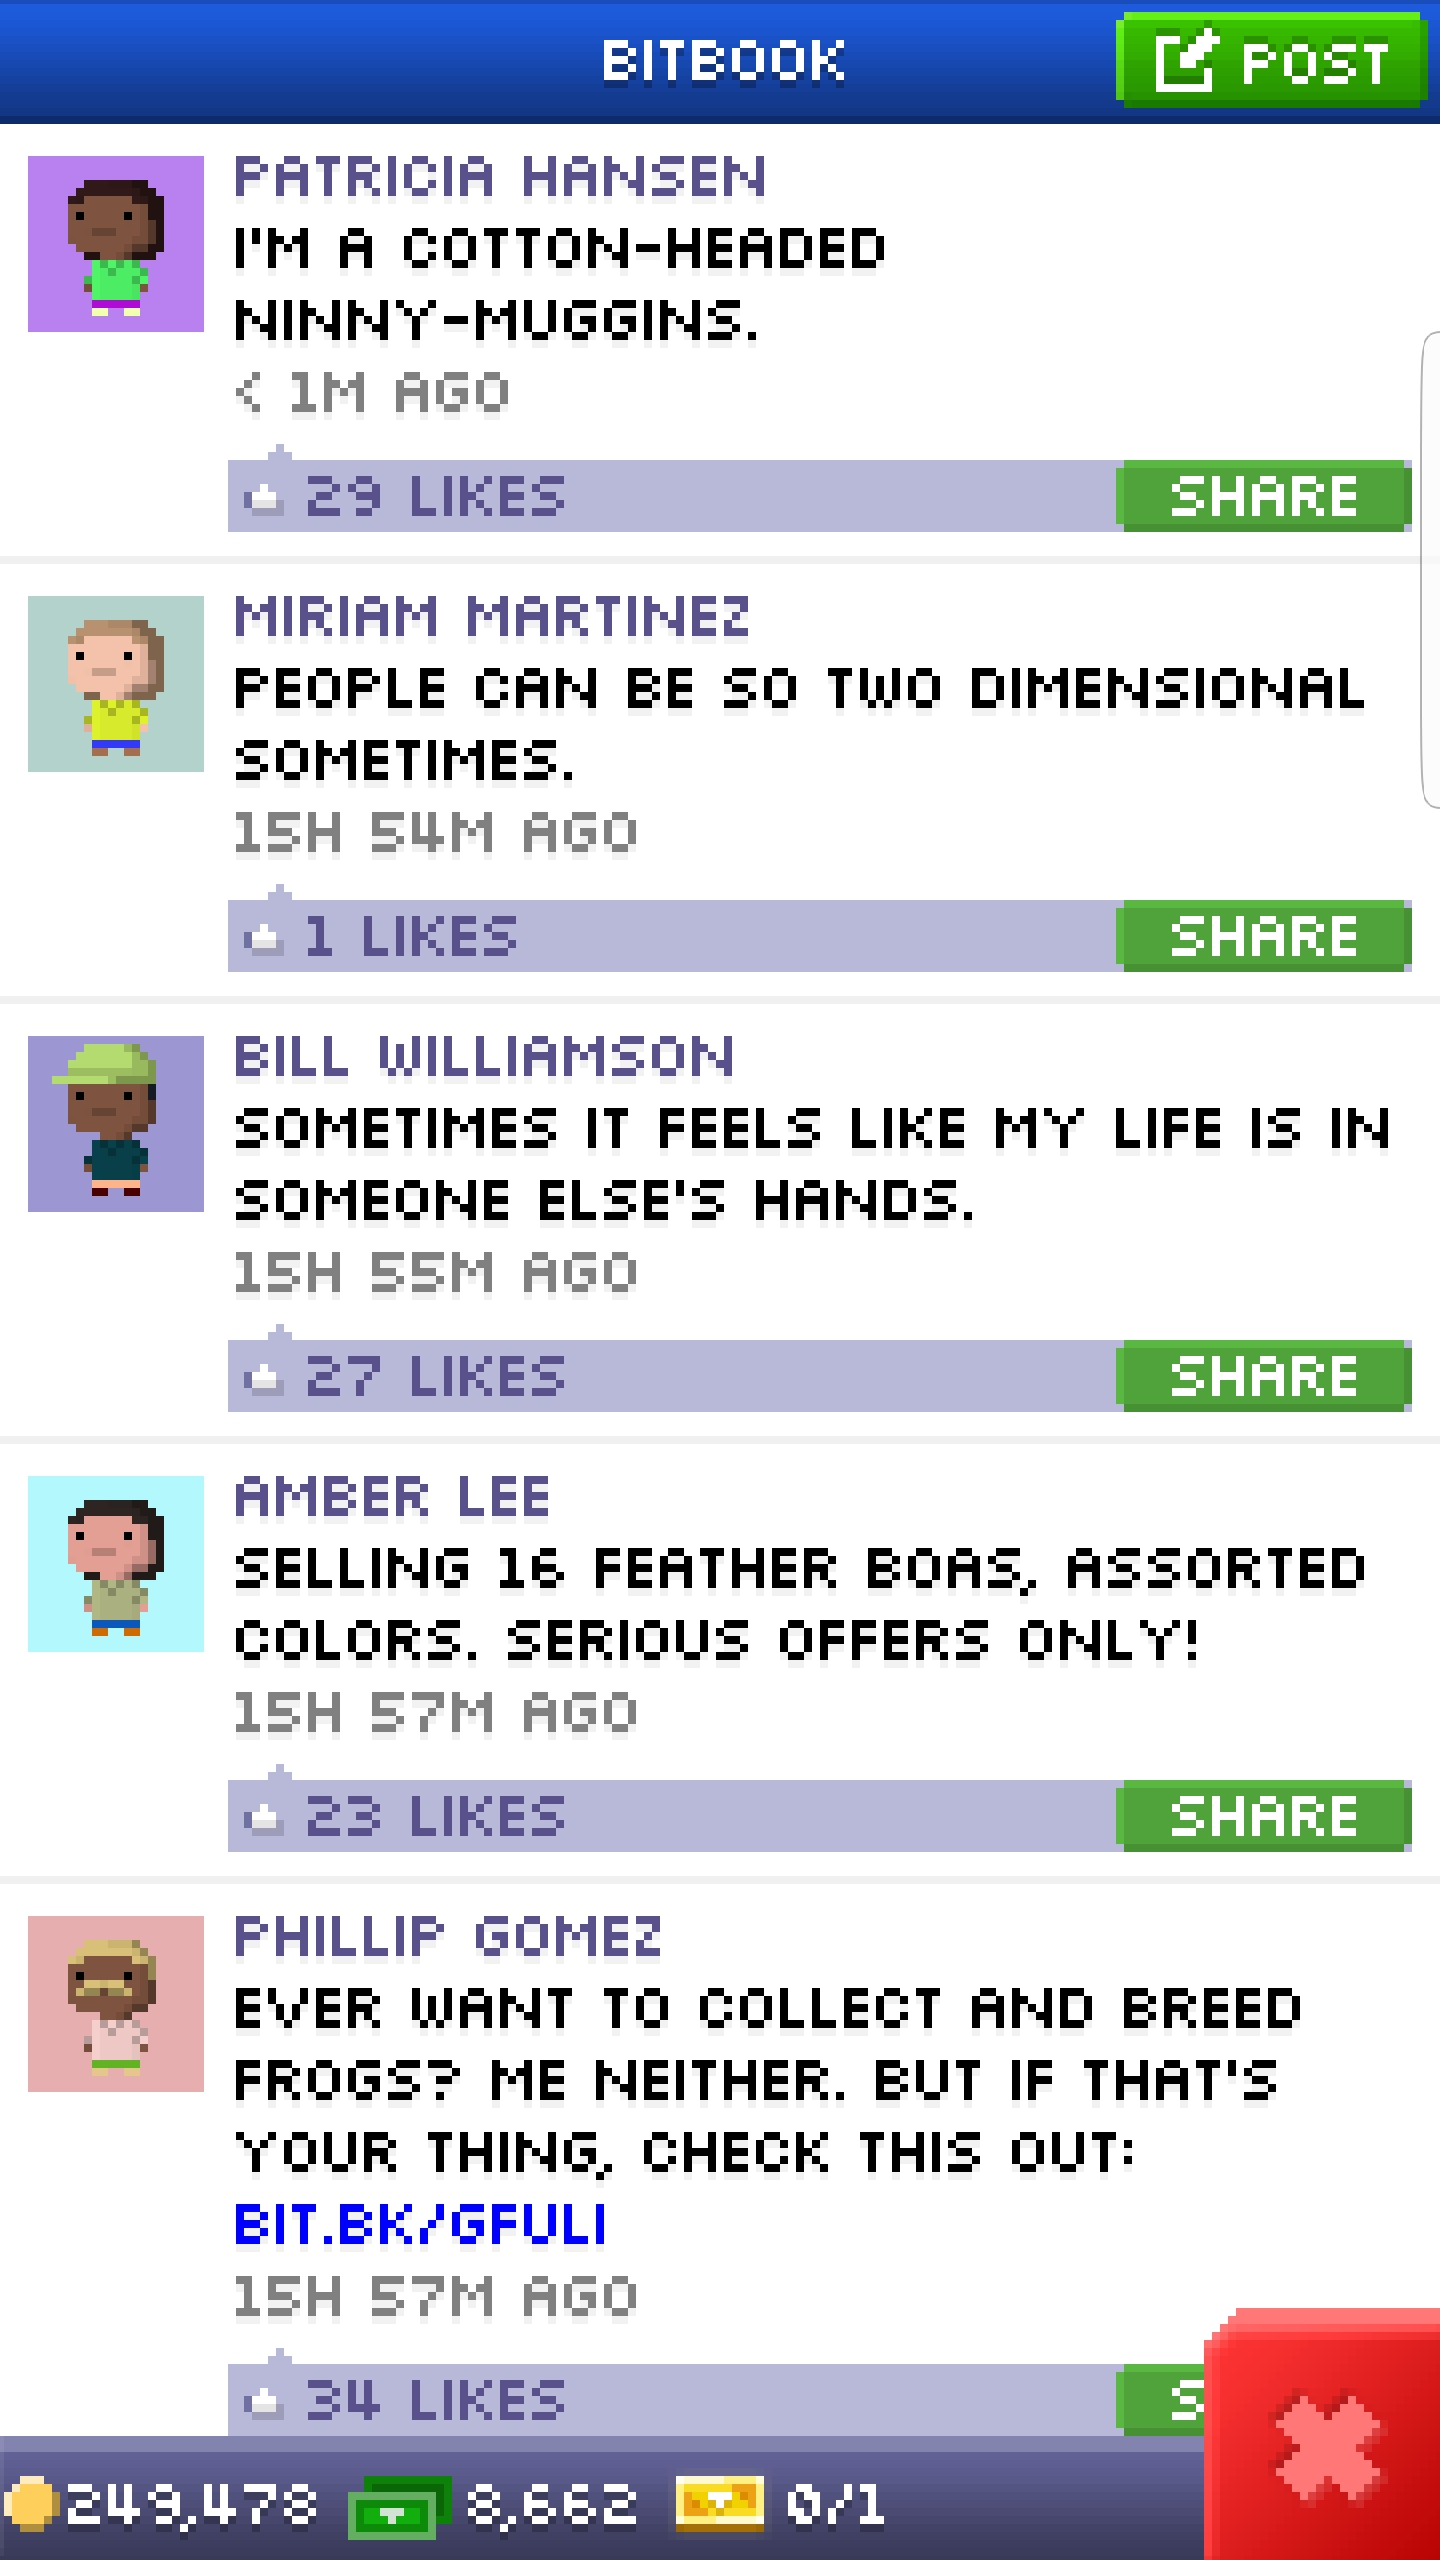 BITBOOK
POST
PATRICIA HANSEN
I'M A COTTON-HEADED
NINNY-MUGGINS.
< 1M AGO
29 LIKES
SHARE
MIRIAM MARTINEZ
PEOPLE CAN BE SO TWO DIMENSIONAL
SOMETIMES.
15H 54M AGO
1 LIKES
SHARE
BILL WILLIAMSON
SOMETIMES IT FEELS LIKE MY LIFE IS IN
SOMEONE ELSE'S HANDS.
15H 55M AGO
27 LIKES
SHARE
AMBER LEE
SELLING 16 FEATHER BOAS, ASSORTED
COLORS. SERIOUS OFFERS ONLY!
15H 57M AGO
23 LIKES
SHARE
PHILLIP GOMEZ
EVER WANT TO COLLECT AND BREED
FROGS? ME NEITHER. BUT IF THAT'S
YOUR THING, CHECK THIS OUT:
BIT.BK/GFULI
15H 57M AGO
34 LIKES
S
249,478
8,662
0/1